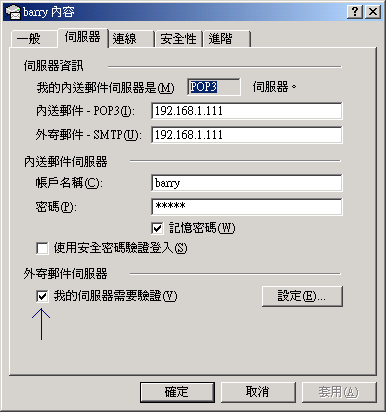 barry 內容
一般 伺服器 連線 安全性 進階
伺服器資訊
我的內送郵件伺服器是(M) POP3 伺服器。
內送郵件 - POP3(I): 192.168.1.111
外寄郵件 - SMTP(U): 192.168.1.111
內送郵件伺服器
帳戶名稱(C): barry
密碼(P): *****
記憶密碼(W)
使用安全密碼驗證登入(S)
外寄郵件伺服器
我的伺服器需要驗證(V) 設定(E)...
確定 取消 套用(A)